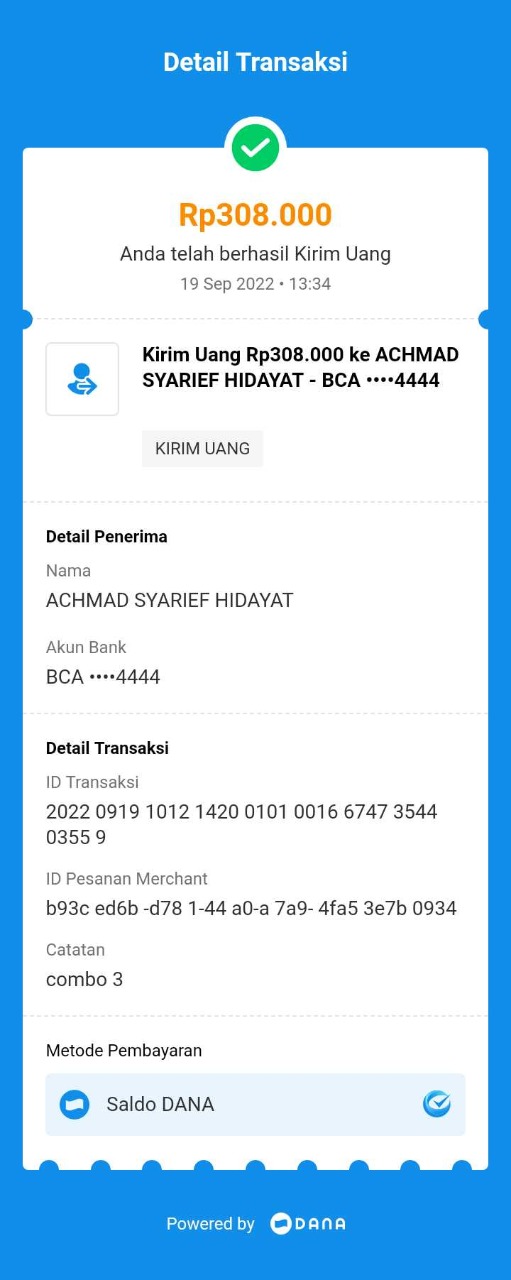 Detail Transaksi
Rp308.000
Anda telah berhasil Kirim Uang
19 Sep 2022 • 13:34
Kirim Uang Rp308.000 ke ACHMAD
SYARIEF HIDAYAT - BCA ••••4444
KIRIM UANG
Detail Penerima
Nama
ACHMAD SYARIEF HIDAYAT
Akun Bank
BCA ••••4444
Detail Transaksi
ID Transaksi
2022 0919 1012 1420 0101 0016 6747 3544
0355 9
ID Pesanan Merchant
b93c ed6b -d78 1-44 a0-a 7a9- 4fa5 3e7b 0934
Catatan
combo 3
Metode Pembayaran
Saldo DANA
Powered by DANA